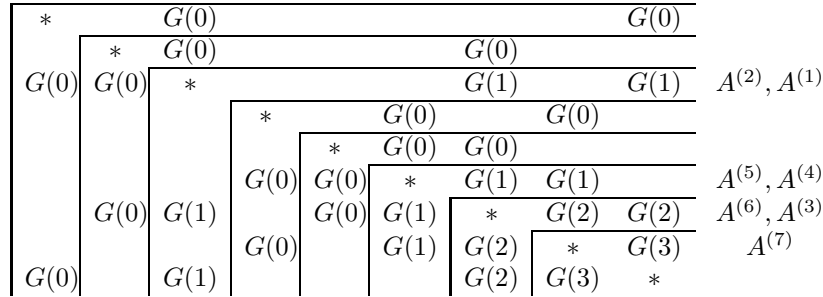 * G(0) G(0)
* G(0) G(0)
G(0) G(0) * G(1) G(1) A^{(2)}, A^{(1)}
* G(0) G(0)
* G(0) G(0)
G(0) G(0) * G(1) G(1) A^{(5)}, A^{(4)}
G(0) G(1) G(0) G(1) * G(2) G(2) A^{(6)}, A^{(3)}
G(0) G(1) G(2) * G(3) A^{(7)}
G(0) G(1) G(2) G(3) *